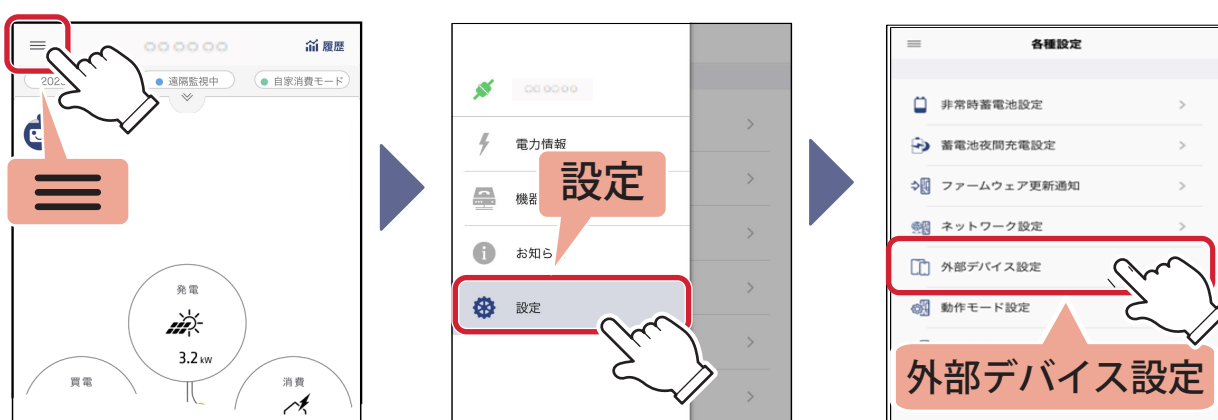 履歴
遠隔監視中
自家消費モード
発電
3.2 kw
買電
消費
電力情報
設定
お知ら
設定
各種設定
非常時蓄電池設定
蓄電池夜間充電設定
ファームウェア更新通知
ネットワーク設定
外部デバイス設定
動作モード設定
外部デバイス設定